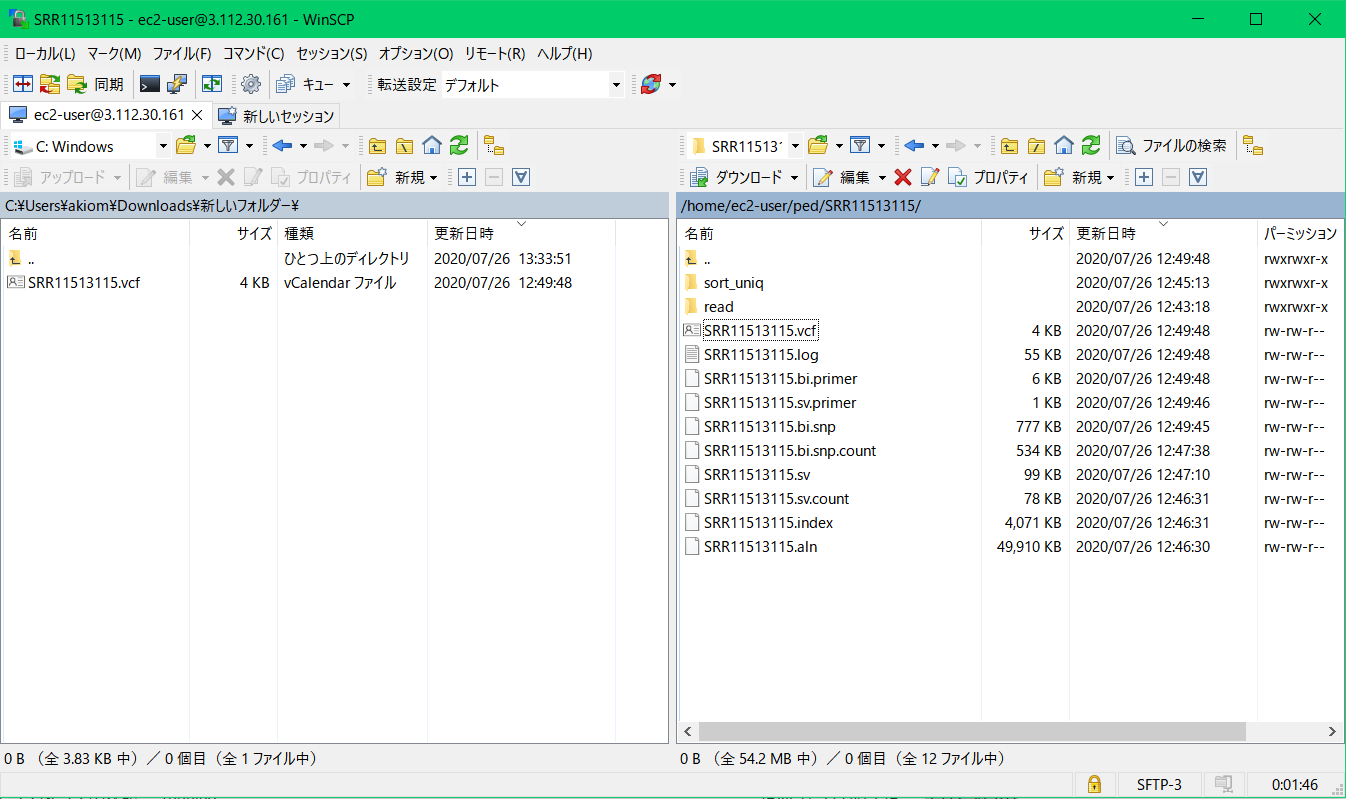 SRR11513115 - ec2-user@3.112.30.161 - WinSCP
ローカル(L) マーク(M) ファイル(F) コマンド(C) セッション(S) オプション(O) リモート(R) ヘルプ(H)
同期 キュー 転送設定 デフォルト
ec2-user@3.112.30.161 新しいセッション
C: Windows
アップロード 編集 プロパティ 新規
C:¥Users¥akiom¥Downloads¥新しいフォルダー¥
名前 サイズ 種類 更新日時
.. ひとつ上のディレクトリ 2020/07/26 13:33:51
SRR11513115.vcf 4 KB vCalendar ファイル 2020/07/26 12:49:48
0 B （全 3.83 KB 中）／ 0 個目（全 1 ファイル中）
SRR11513 ファイルの検索
ダウンロード 編集 プロパティ 新規
/home/ec2-user/ped/SRR11513115/
名前 サイズ 更新日時 パーミッション
.. 2020/07/26 12:49:48 rwxrwxr-x
sort_uniq 2020/07/26 12:45:13 rwxrwxr-x
read 2020/07/26 12:43:18 rwxrwxr-x
SRR11513115.vcf 4 KB 2020/07/26 12:49:48 rw-rw-r--
SRR11513115.log 55 KB 2020/07/26 12:49:48 rw-rw-r--
SRR11513115.bi.primer 6 KB 2020/07/26 12:49:48 rw-rw-r--
SRR11513115.sv.primer 1 KB 2020/07/26 12:49:46 rw-rw-r--
SRR11513115.bi.snp 777 KB 2020/07/26 12:49:45 rw-rw-r--
SRR11513115.bi.snp.count 534 KB 2020/07/26 12:47:38 rw-rw-r--
SRR11513115.sv 99 KB 2020/07/26 12:47:10 rw-rw-r--
SRR11513115.sv.count 78 KB 2020/07/26 12:46:31 rw-rw-r--
SRR11513115.index 4,071 KB 2020/07/26 12:46:31 rw-rw-r--
SRR11513115.aln 49,910 KB 2020/07/26 12:46:30 rw-rw-r--
0 B （全 54.2 MB 中）／ 0 個目（全 12 ファイル中）
SFTP-3 0:01:46